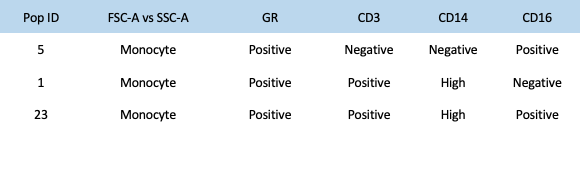 Pop ID FSC-A vs SSC-A GR CD3 CD14 CD16
5 Monocyte Positive Negative Negative Positive
1 Monocyte Positive Positive High Negative
23 Monocyte Positive Positive High Positive